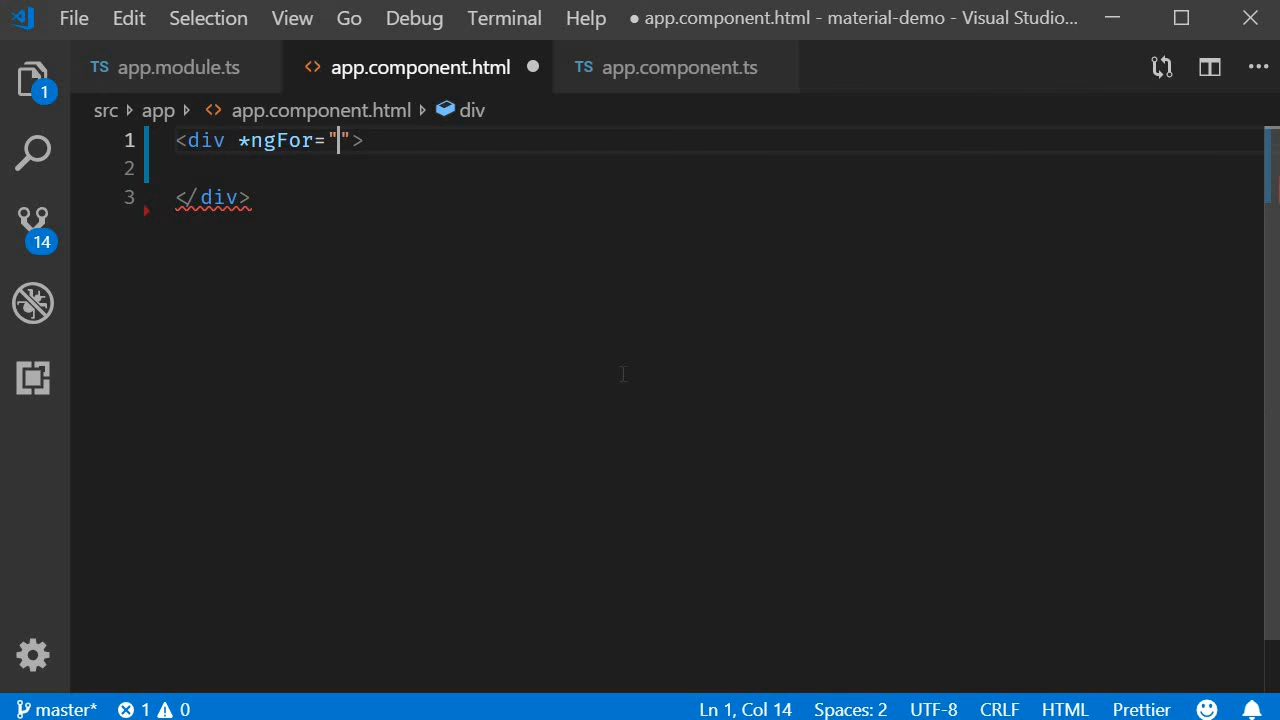 File Edit Selection View Go Debug Terminal Help ● app.component.html - material-demo - Visual Studio...
TS app.module.ts <> app.component.html ● TS app.component.ts
1
src app <> app.component.html div
1 <div *ngFor="">
2
3 </div>
14
master* 1 0 Ln 1, Col 14 Spaces: 2 UTF-8 CRLF HTML Prettier